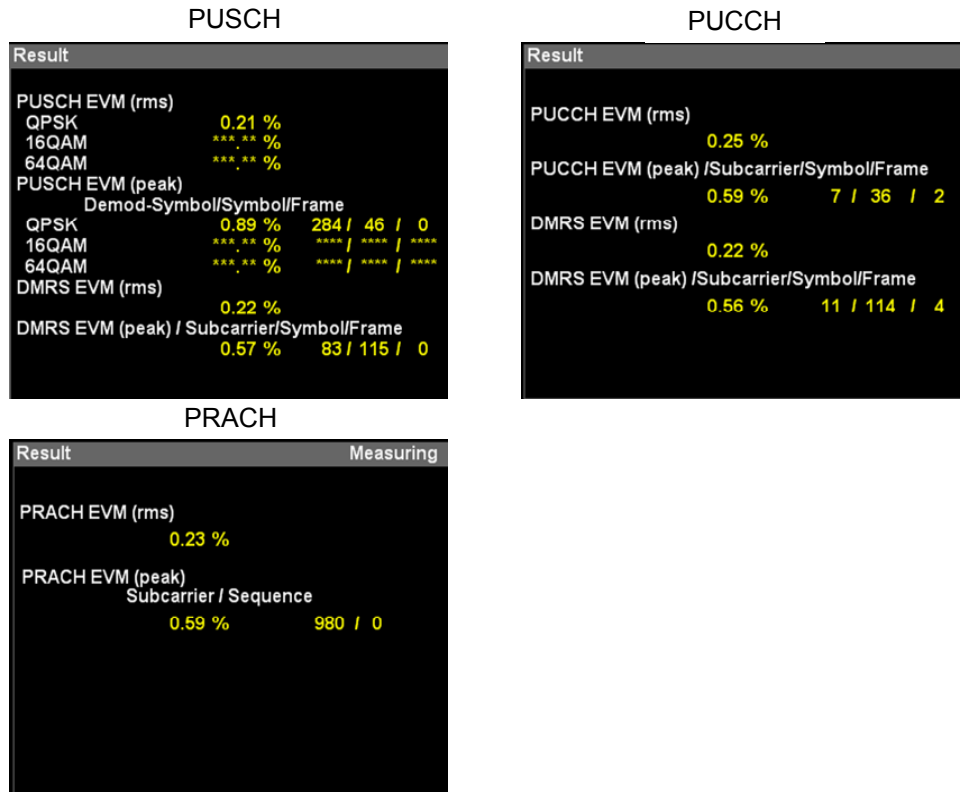 PUSCH
Result
PUSCH EVM (rms)
QPSK 0.21 %
16QAM ***.** %
64QAM ***.** %
PUSCH EVM (peak)
Demod-Symbol/Symbol/Frame
QPSK 0.89 % 284 / 46 / 0
16QAM ***.** % **** / **** / ****
64QAM ***.** % **** / **** / ****
DMRS EVM (rms)
0.22 %
DMRS EVM (peak) / Subcarrier/Symbol/Frame
0.57 % 83 / 115 / 0
PUCCH
Result
PUCCH EVM (rms)
0.25 %
PUCCH EVM (peak) /Subcarrier/Symbol/Frame
0.59 % 7 / 36 / 2
DMRS EVM (rms)
0.22 %
DMRS EVM (peak) /Subcarrier/Symbol/Frame
0.56 % 11 / 114 / 4
PRACH
Result Measuring
PRACH EVM (rms)
0.23 %
PRACH EVM (peak)
Subcarrier / Sequence
0.59 % 980 / 0